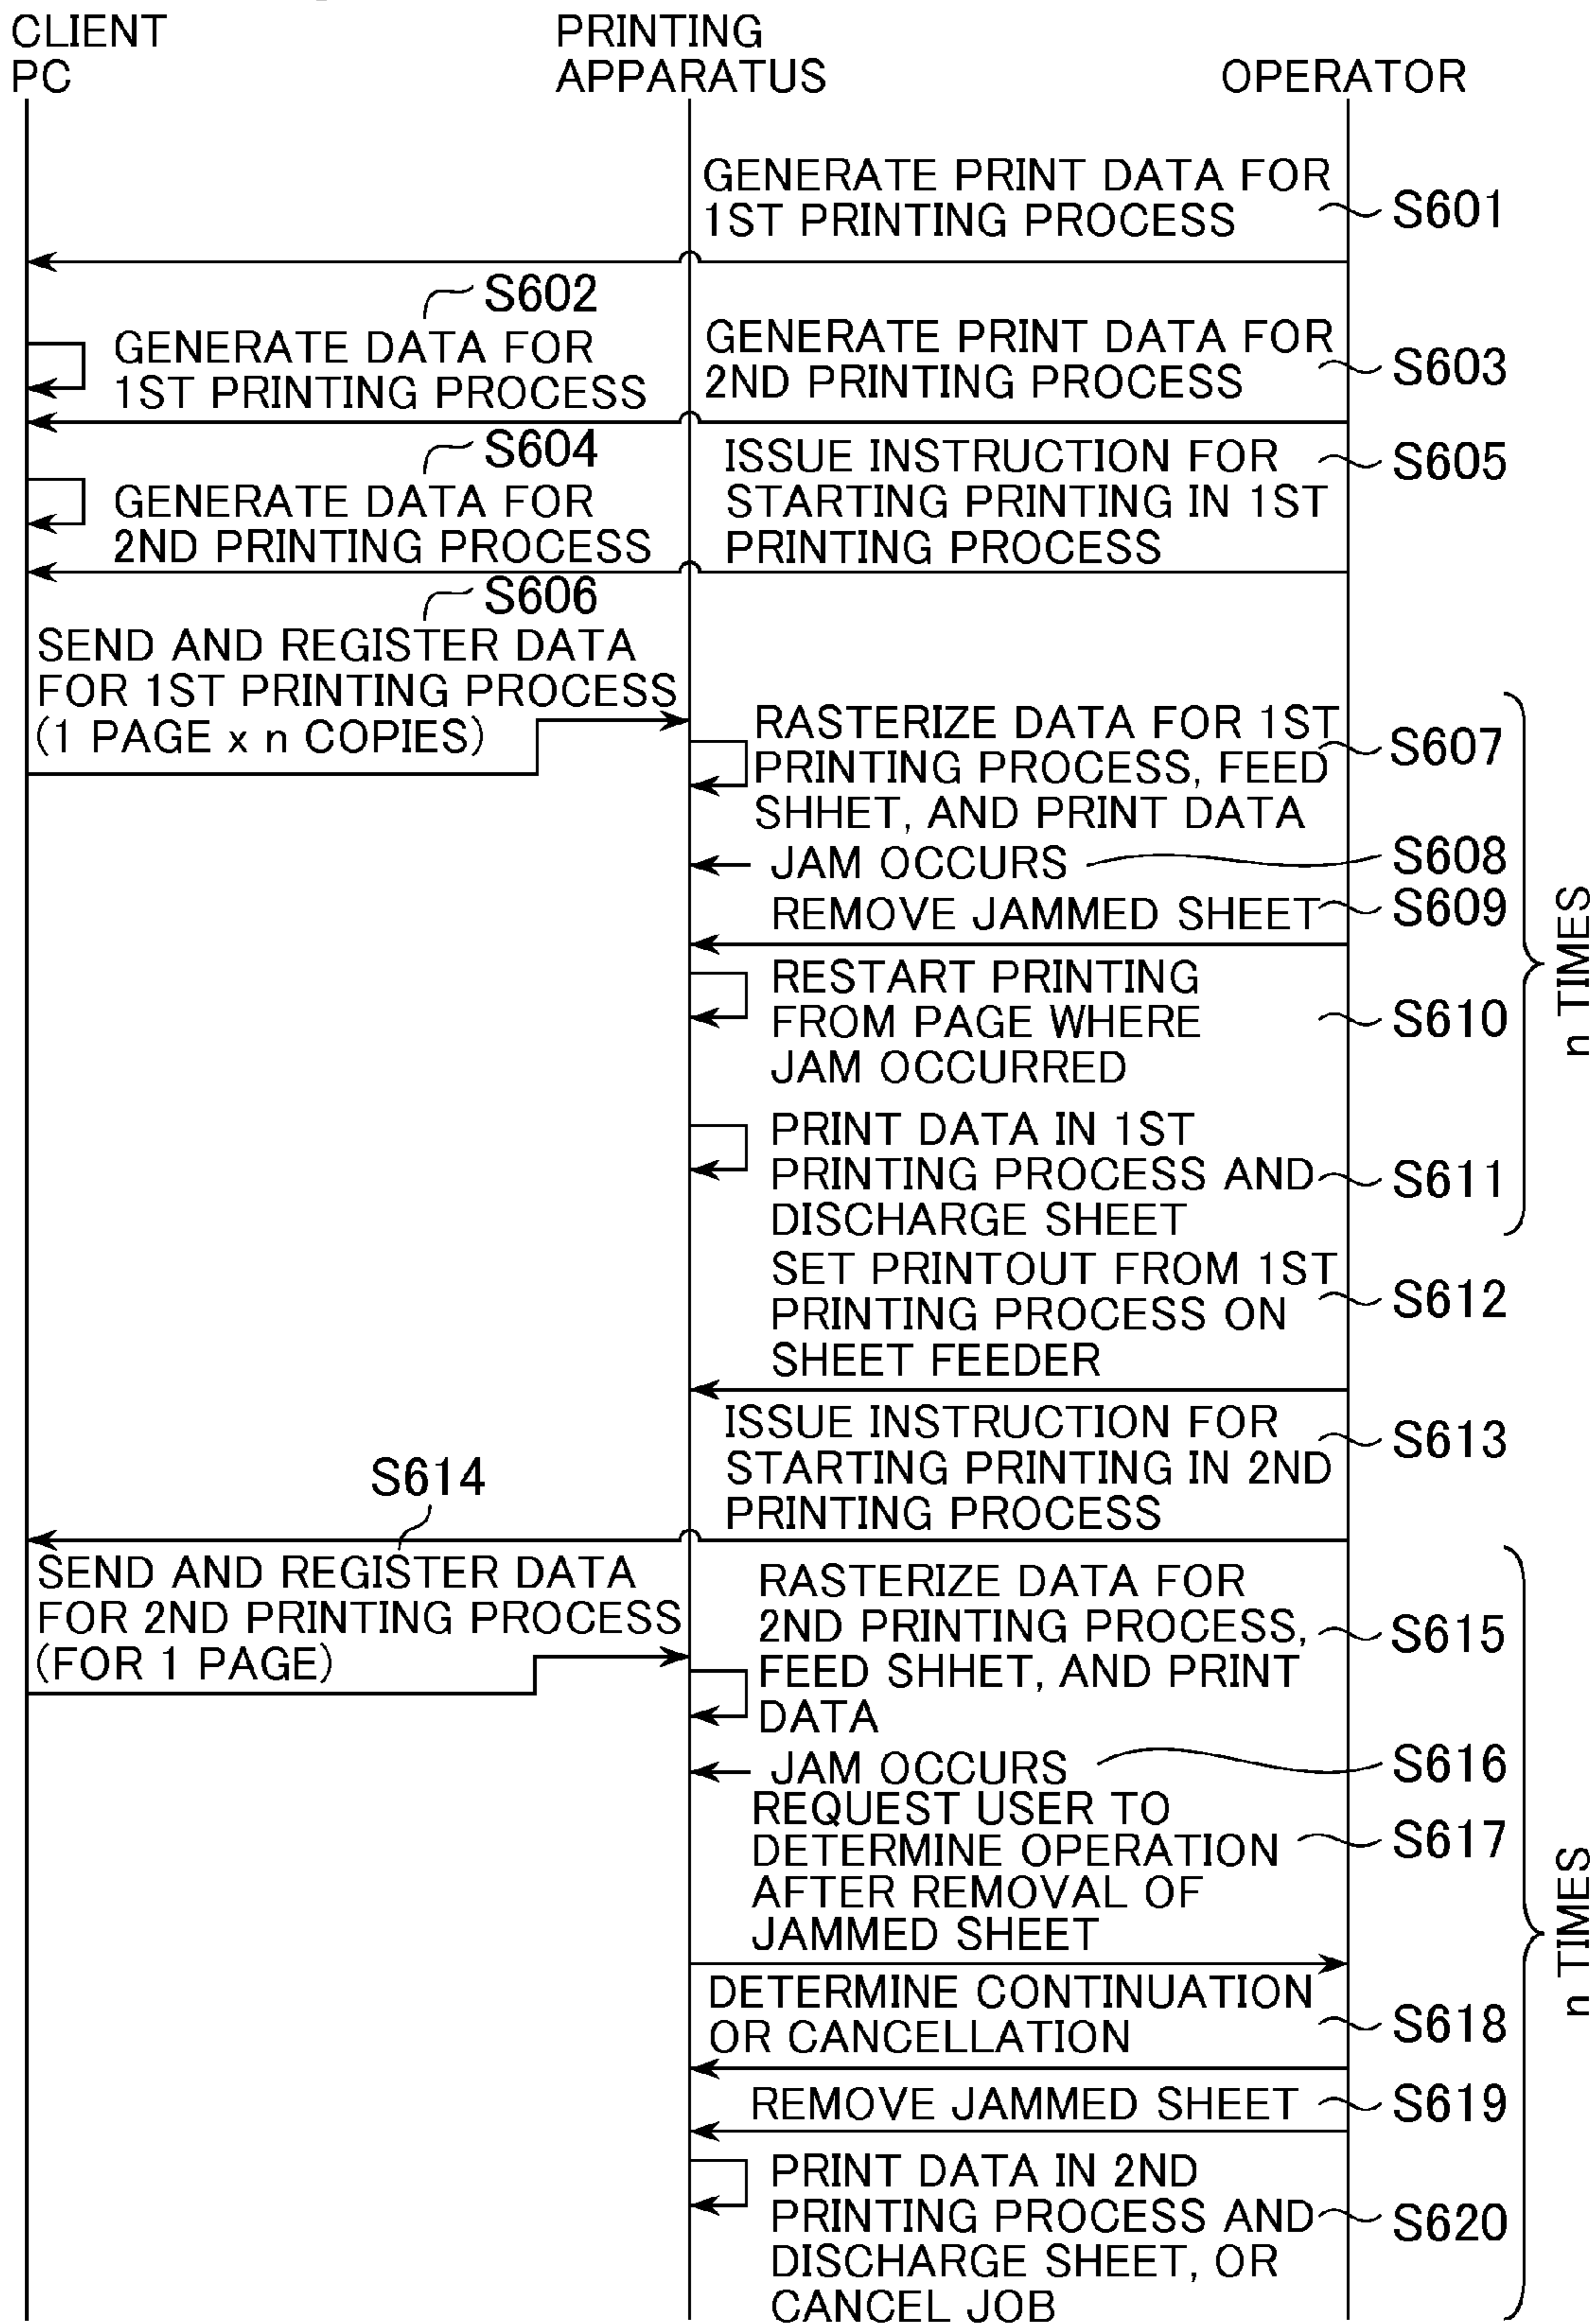 CLIENT
PC
PRINTING
APPARATUS
OPERATOR
GENERATE PRINT DATA FOR
1ST PRINTING PROCESS
S601
S602
GENERATE DATA FOR
1ST PRINTING PROCESS
GENERATE PRINT DATA FOR
2ND PRINTING PROCESS
S603
S604
GENERATE DATA FOR
2ND PRINTING PROCESS
ISSUE INSTRUCTION FOR
STARTING PRINTING IN 1ST
PRINTING PROCESS
S605
S606
SEND AND REGISTER DATA
FOR 1ST PRINTING PROCESS
(1 PAGE x n COPIES)
RASTERIZE DATA FOR 1ST
PRINTING PROCESS, FEED
SHHET, AND PRINT DATA
S607
JAM OCCURS
S608
REMOVE JAMMED SHEET
S609
RESTART PRINTING
FROM PAGE WHERE
JAM OCCURRED
S610
PRINT DATA IN 1ST
PRINTING PROCESS AND
DISCHARGE SHEET
S611
n TIMES
SET PRINTOUT FROM 1ST
PRINTING PROCESS ON
SHEET FEEDER
S612
ISSUE INSTRUCTION FOR
STARTING PRINTING IN 2ND
PRINTING PROCESS
S613
S614
SEND AND REGISTER DATA
FOR 2ND PRINTING PROCESS
(FOR 1 PAGE)
RASTERIZE DATA FOR
2ND PRINTING PROCESS,
FEED SHHET, AND PRINT
DATA
S615
JAM OCCURS
S616
REQUEST USER TO
DETERMINE OPERATION
AFTER REMOVAL OF
JAMMED SHEET
S617
DETERMINE CONTINUATION
OR CANCELLATION
S618
REMOVE JAMMED SHEET
S619
PRINT DATA IN 2ND
PRINTING PROCESS AND
DISCHARGE SHEET, OR
CANCEL JOB
S620
n TIMES